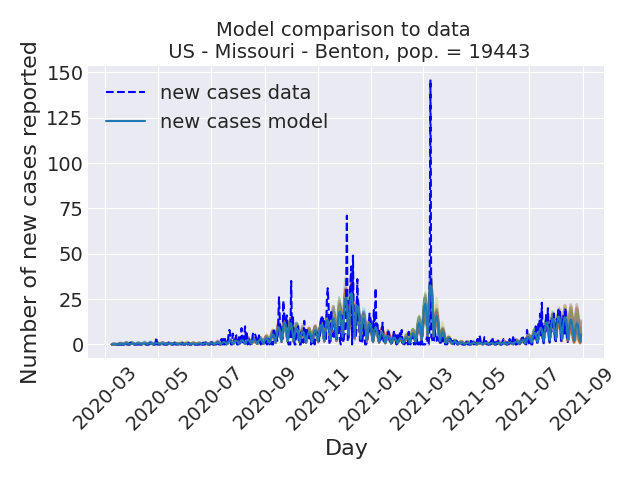 Model comparison to data
US - Missouri - Benton, pop. = 19443
Number of new cases reported
150
125
100
75
50
25
0
new cases data
new cases model
2020-03
2020-05
2020-07
2020-09
2020-11
2021-01
2021-03
2021-05
2021-07
2021-09
Day